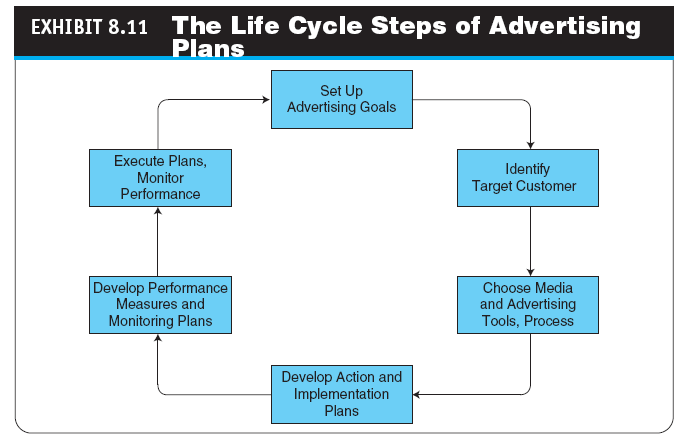 EXHIBIT 8.11 The Life Cycle Steps of Advertising
Plans
Set Up
Advertising Goals
Identify
Target Customer
Choose Media
and Advertising
Tools, Process
Develop Action and
Implementation
Plans
Develop Performance
Measures and
Monitoring Plans
Execute Plans,
Monitor
Performance